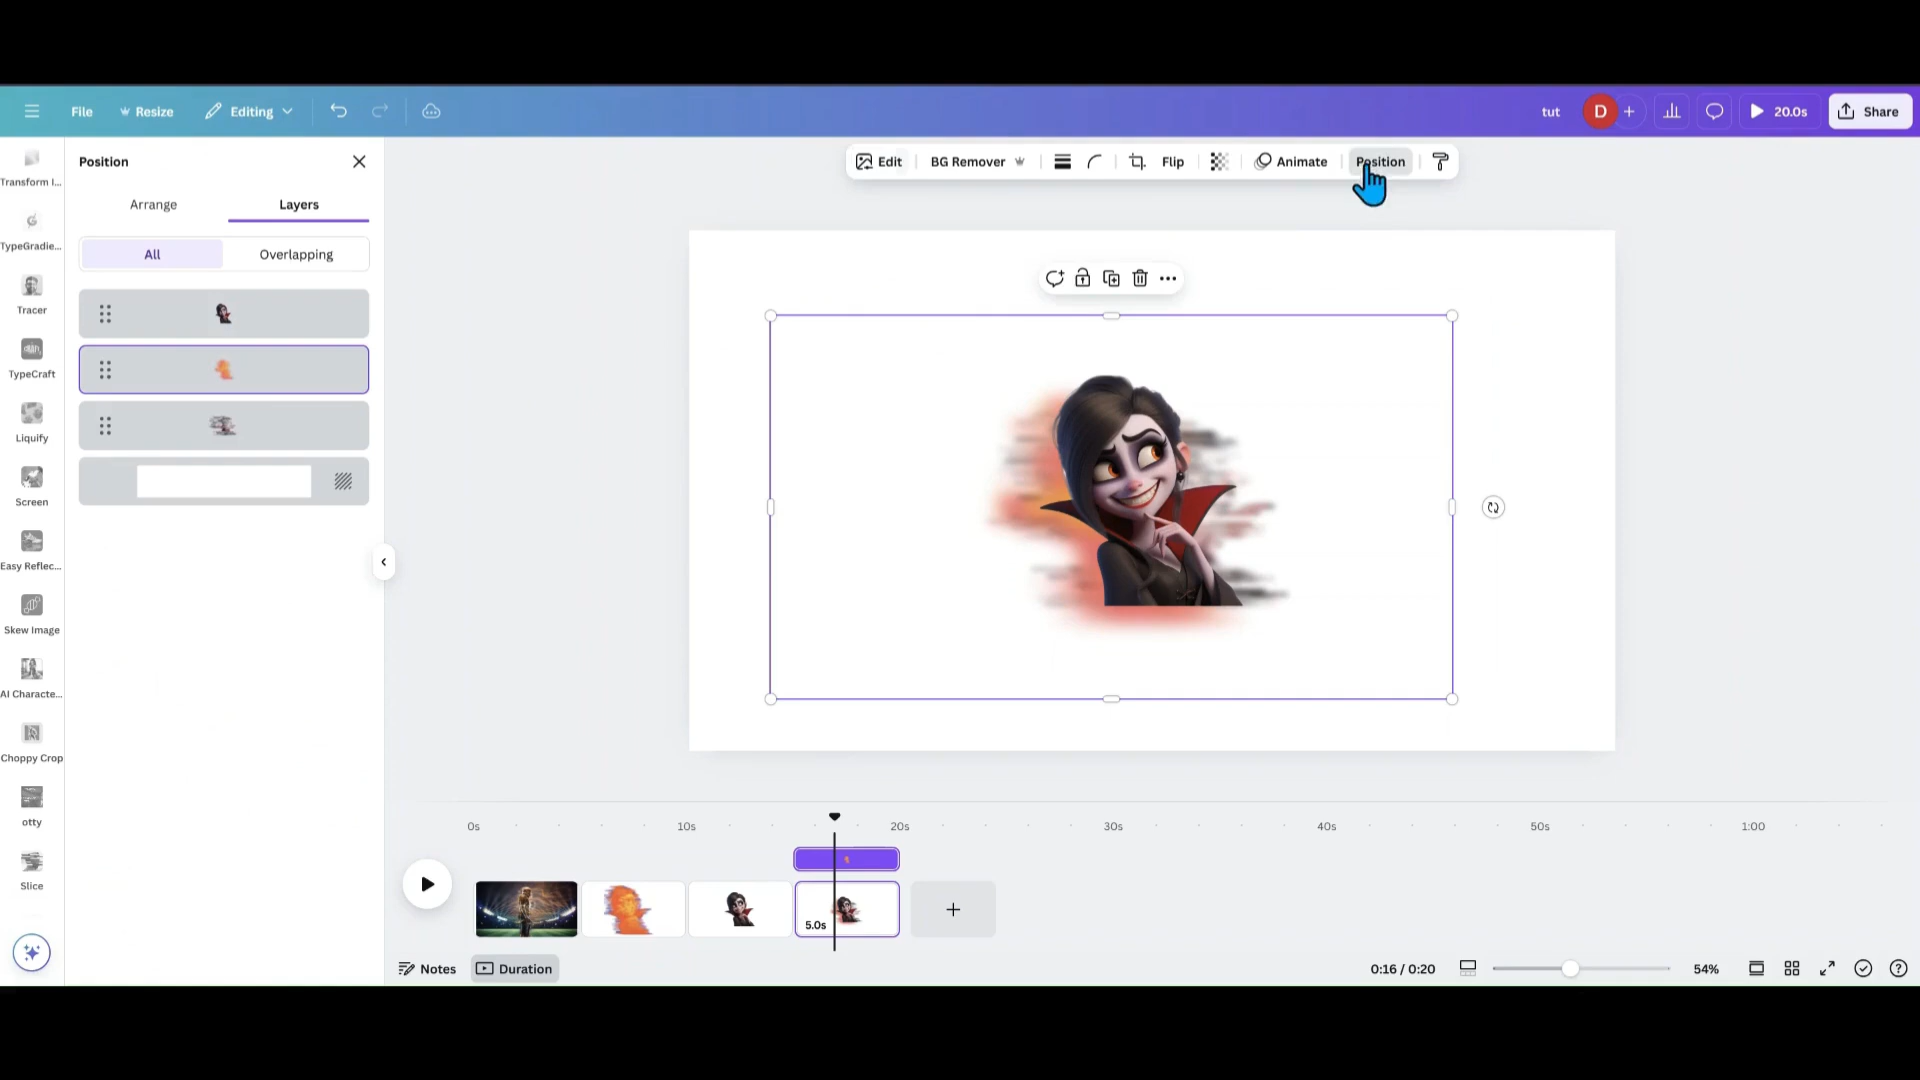 File
Resize
Editing
tut
D
20.0s
Share
Position
Edit
BG Remover
Flip
Animate
Position
Arrange
Layers
All
Overlapping
Transform I...
TypeGradie...
Tracer
TypeCraft
Liquify
Screen
Easy Reflec...
Skew Image
AI Characte...
Choppy Crop
otty
Slice
0s
10s
20s
30s
40s
50s
1:00
5.0s
Notes
Duration
0:16 / 0:20
54%